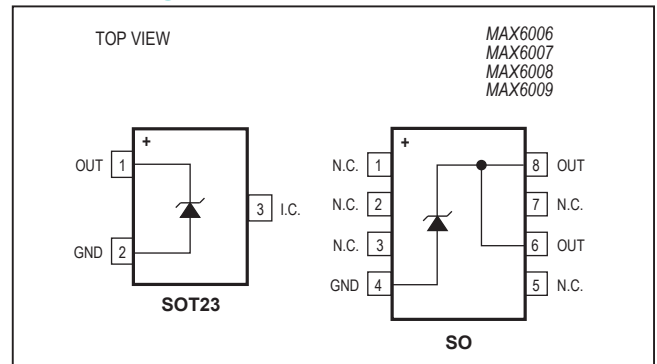 TOP VIEW
MAX6006
MAX6007
MAX6008
MAX6009
+
OUT 1
GND 2
3 I.C.
SOT23
+
N.C. 1
N.C. 2
N.C. 3
GND 4
8 OUT
7 N.C.
6 OUT
5 N.C.
SO